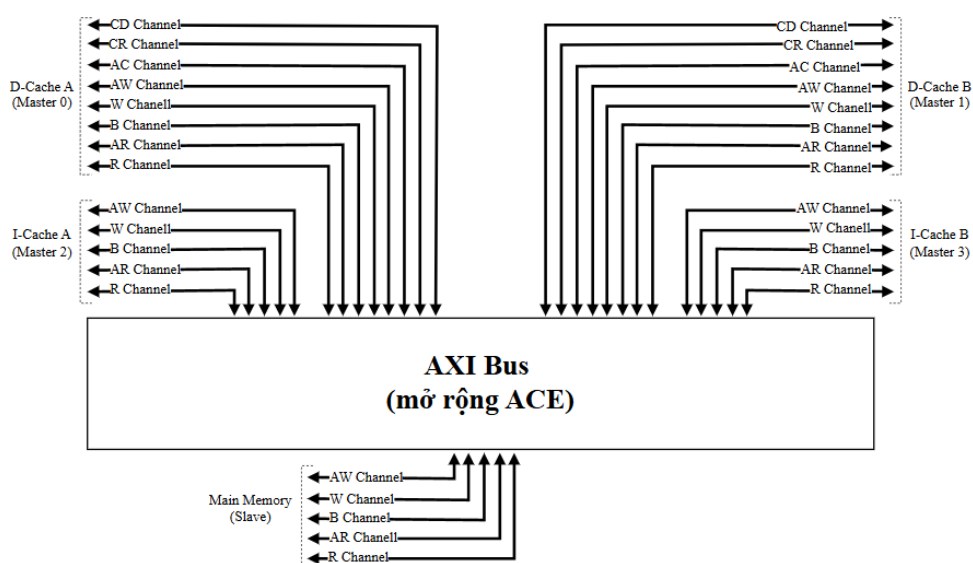 CD Channel
CR Channel
AC Channel
AW Channel
W Chanell
B Channel
AR Channel
R Channel
D-Cache A
(Master 0)
CD Channel
CR Channel
AC Channel
AW Channel
W Chanell
B Channel
AR Channel
R Channel
D-Cache B
(Master 1)
AW Channel
W Chanell
B Channel
AR Channel
R Channel
I-Cache A
(Master 2)
AW Channel
W Chanell
B Channel
AR Channel
R Channel
I-Cache B
(Master 3)
AXI Bus
(mở rộng ACE)
Main Memory
(Slave)
AW Channel
W Channel
B Channel
AR Chanell
R Channel